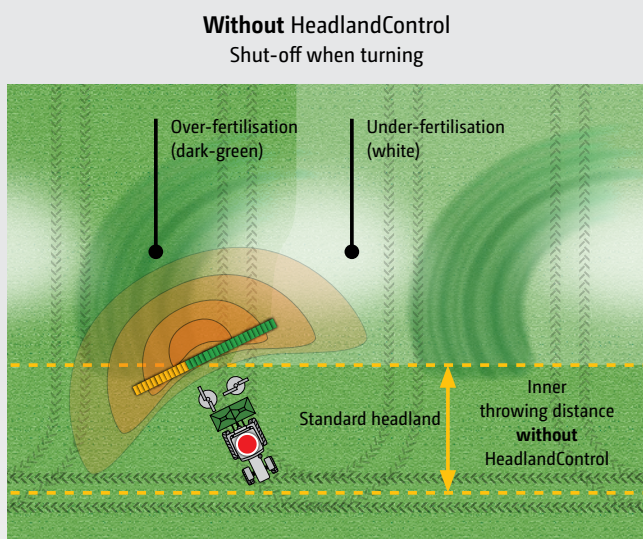 Without HeadlandControl
Shut-off when turning
Over-fertilisation
(dark-green)
Under-fertilisation
(white)
Standard headland
Inner
throwing distance
without
HeadlandControl